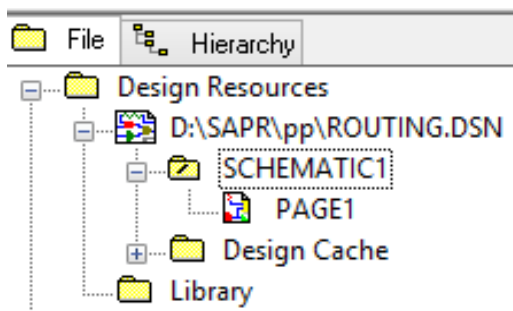 File Hierarchy
Design Resources
D:\SAPR\pp\ROUTING.DSN
SCHEMATIC1
PAGE1
Design Cache
Library